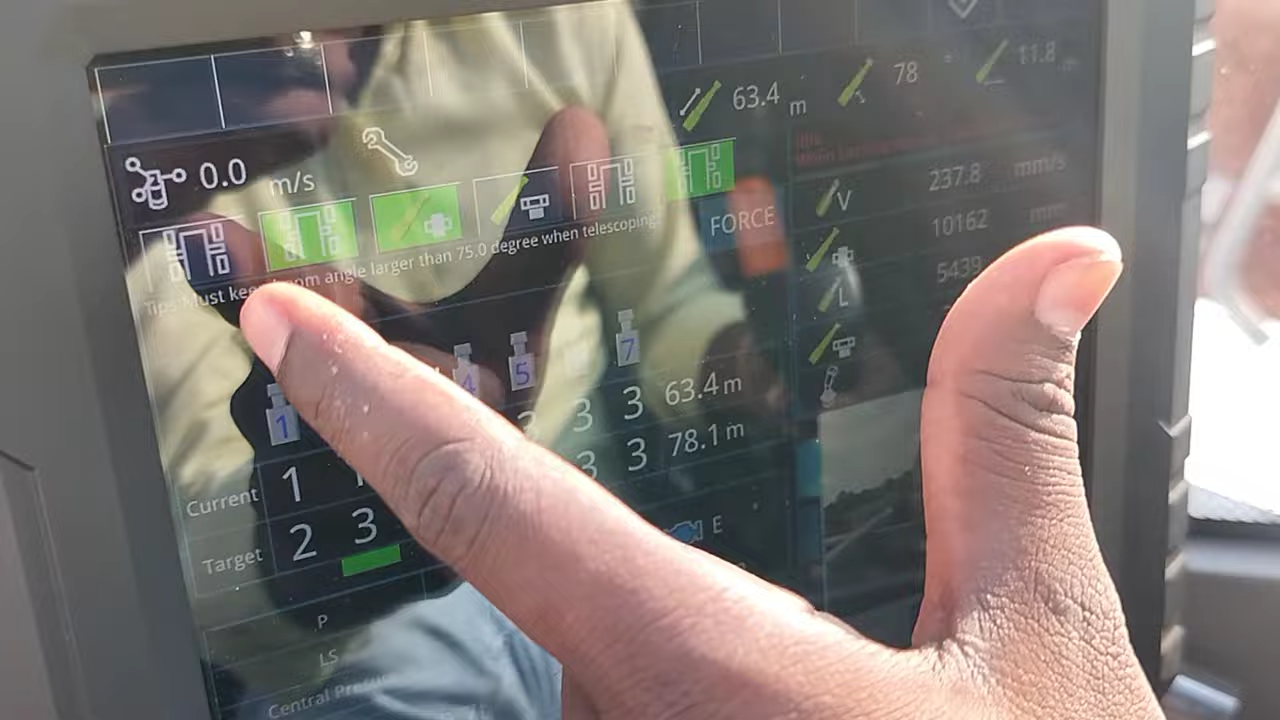 63.4 m
78
11.8
0.0 m/s
237.8 mm/s
V
FORCE
10162 mm
Tips: Must keep angle larger than 75.0 degree when telescoping.
5439
L
1 4 5 7
3 3 63.4 m
Current 1
3 3 78.1 m
Target 2 3
E
P
LS
Central